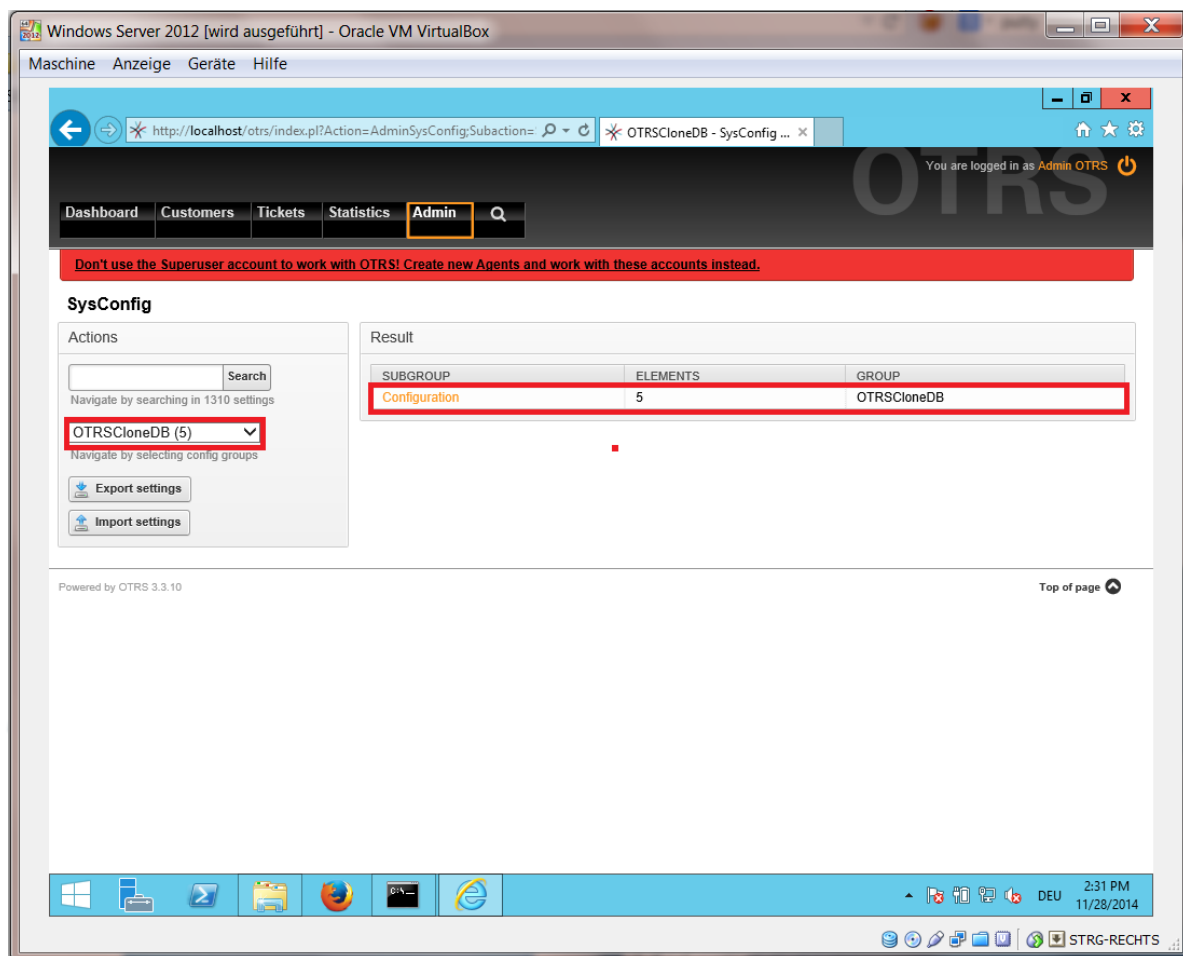 Windows Server 2012 [wird ausgeführt] - Oracle VM VirtualBox
Maschine Anzeige Geräte Hilfe
http://localhost/otrs/index.pl?Action=AdminSysConfig;Subaction=
OTRSCloneDB - SysConfig ...
OTRS
You are logged in as Admin OTRS
Dashboard Customers Tickets Statistics Admin
Don't use the Superuser account to work with OTRS! Create new Agents and work with these accounts instead.
SysConfig
Actions
Search
Navigate by searching in 1310 settings
OTRSCloneDB (5)
Navigate by selecting config groups
Export settings
Import settings
Result
SUBGROUP ELEMENTS GROUP
Configuration 5 OTRSCloneDB
Powered by OTRS 3.3.10
Top of page
DEU
2:31 PM
11/28/2014
STRG-RECHTS